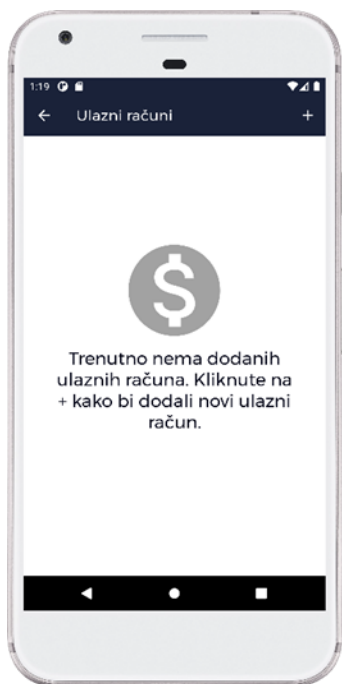 1:19
← Ulazni računi +
$
Trenutno nema dodanih
ulaznih računa. Kliknute na
+ kako bi dodali novi ulazni
račun.